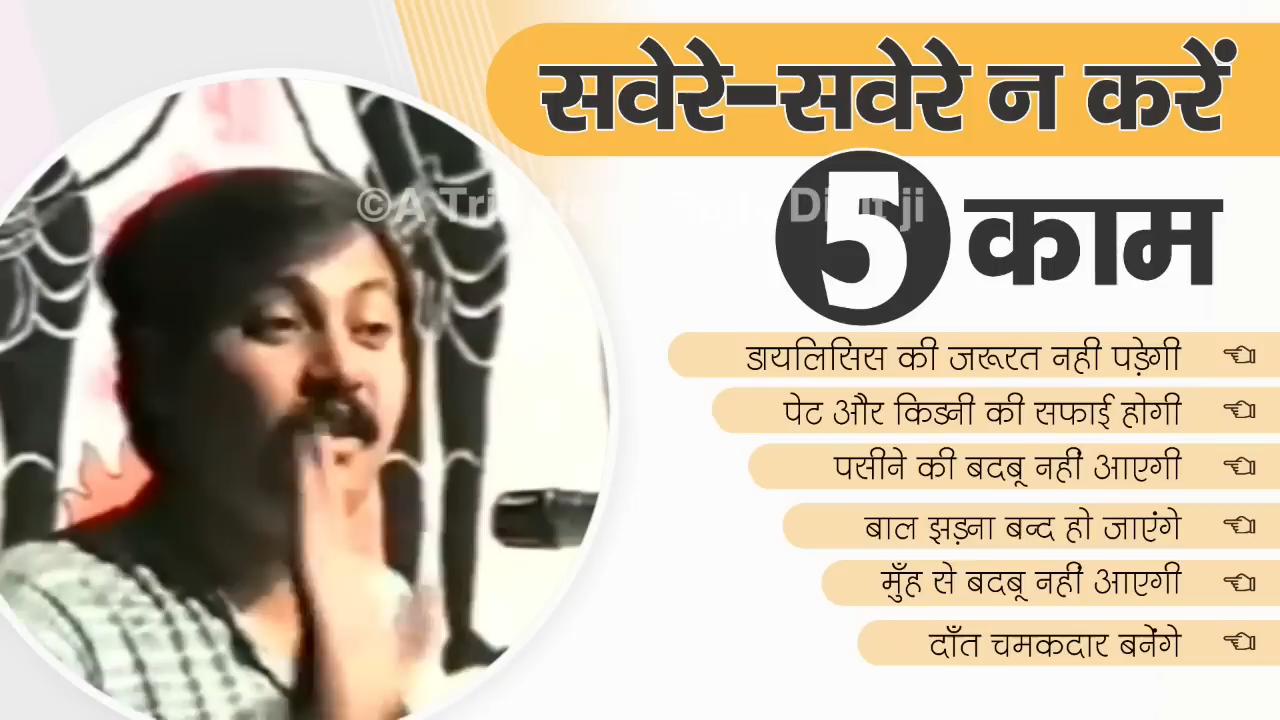 सवेरे-सवेरे न करें
5 काम
डायलिसिस की जरूरत नही पड़ेगी
पेट और किडनी की सफाई होगी
पसीने की बदबू नहीं आएगी
बाल झड़ना बन्द हो जाएंगे
मुँह से बदबू नहीं आएगी
दाँत चमकदार बनेंगे